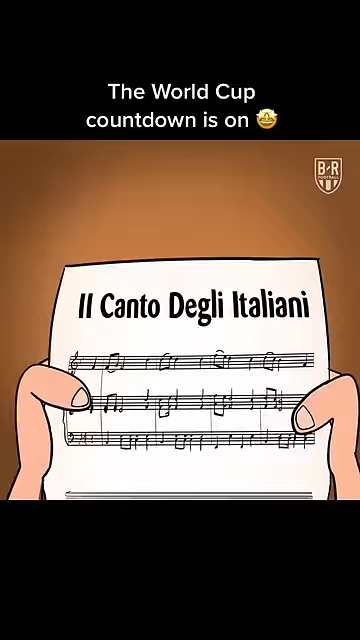 The World Cup
countdown is on 🤩
B/R
FOOTBALL
Il Canto Degli Italiani